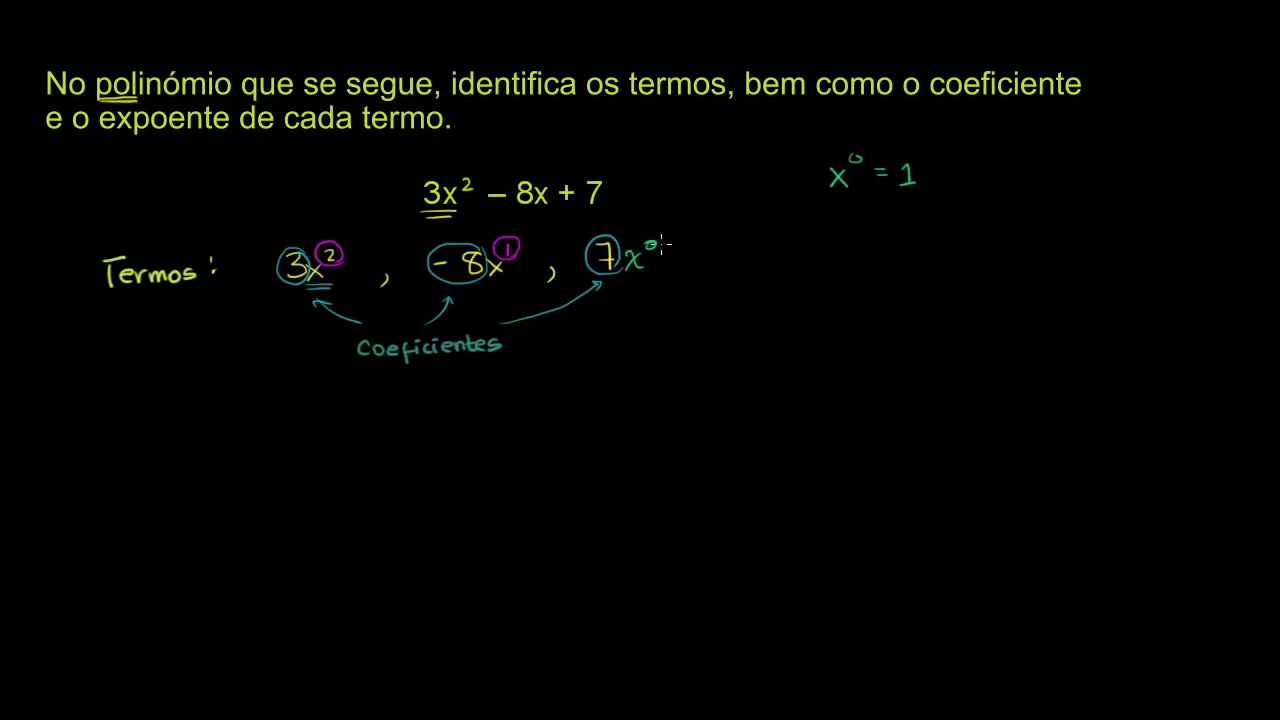 No polinómio que se segue, identifica os termos, bem como o coeficiente
e o expoente de cada termo.
x⁰ = 1
3x² – 8x + 7
Termos : 3x² , - 8x¹ , 7x⁰
Coeficientes